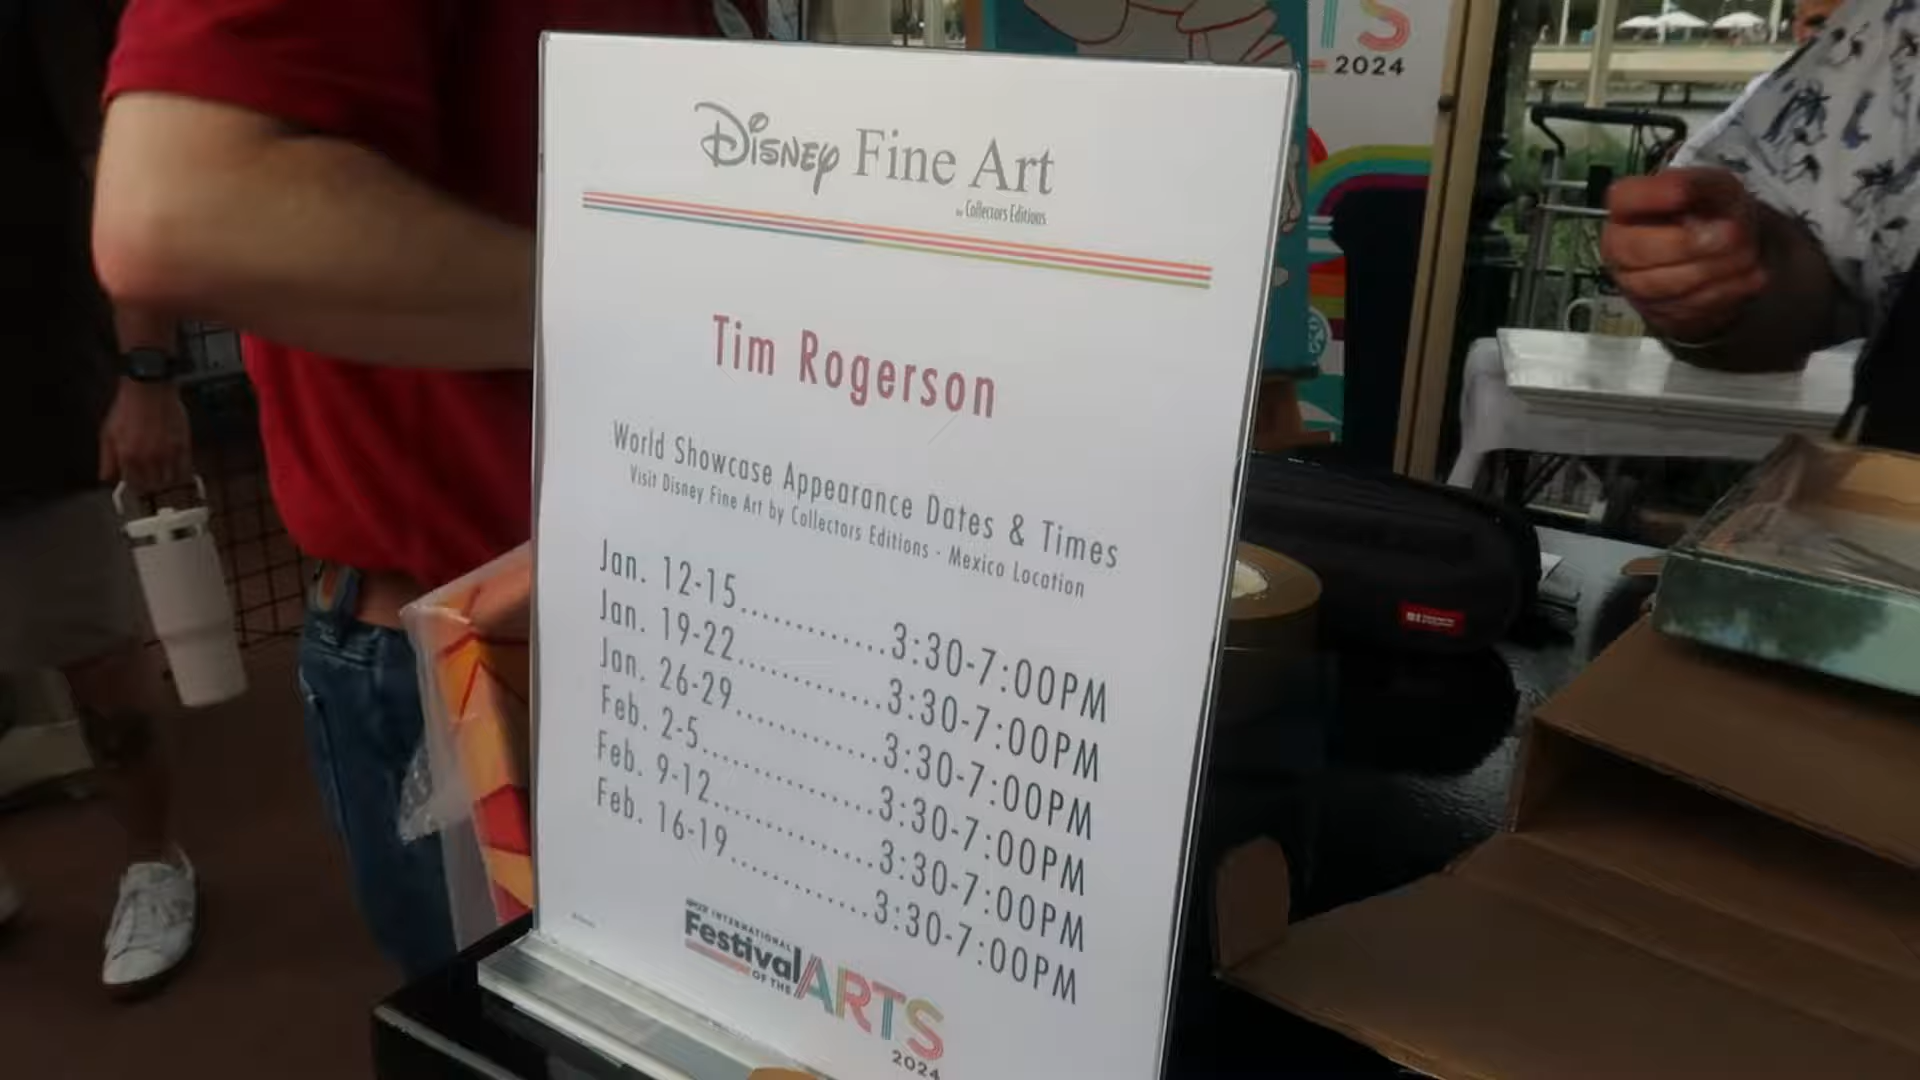 TS
2024
Disney Fine Art
by Collectors Editions
Tim Rogerson
World Showcase Appearance Dates & Times
Visit Disney Fine Art by Collectors Editions - Mexico Location
Jan. 12-15............3:30-7:00PM
Jan. 19-22............3:30-7:00PM
Jan. 26-29............3:30-7:00PM
Feb. 2-5..............3:30-7:00PM
Feb. 9-12.............3:30-7:00PM
Feb. 16-19............3:30-7:00PM
EPCOT INTERNATIONAL
Festival
OF THE
ARTS
2024